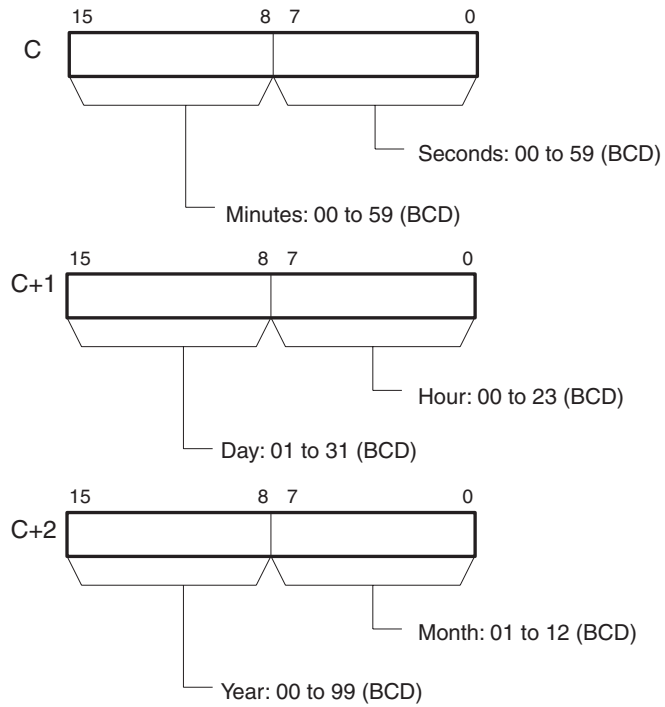 15 8 7 0
C
Seconds: 00 to 59 (BCD)
Minutes: 00 to 59 (BCD)
15 8 7 0
C+1
Hour: 00 to 23 (BCD)
Day: 01 to 31 (BCD)
15 8 7 0
C+2
Month: 01 to 12 (BCD)
Year: 00 to 99 (BCD)